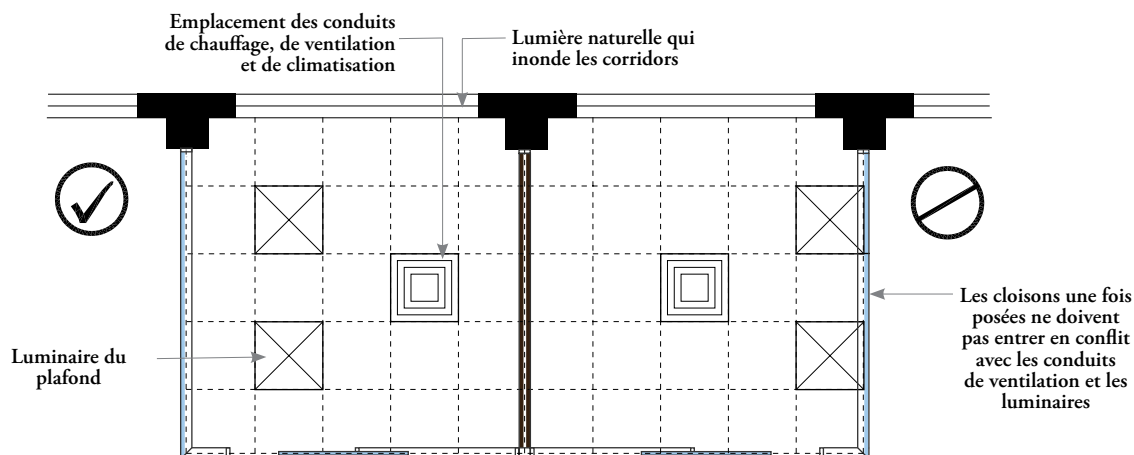 Emplacement des conduits
de chauffage, de ventilation
et de climatisation
Lumière naturelle qui
inonde les corridors
Luminaire du
plafond
Les cloisons une fois
posées ne doivent
pas entrer en conflit
avec les conduits
de ventilation et les
luminaires